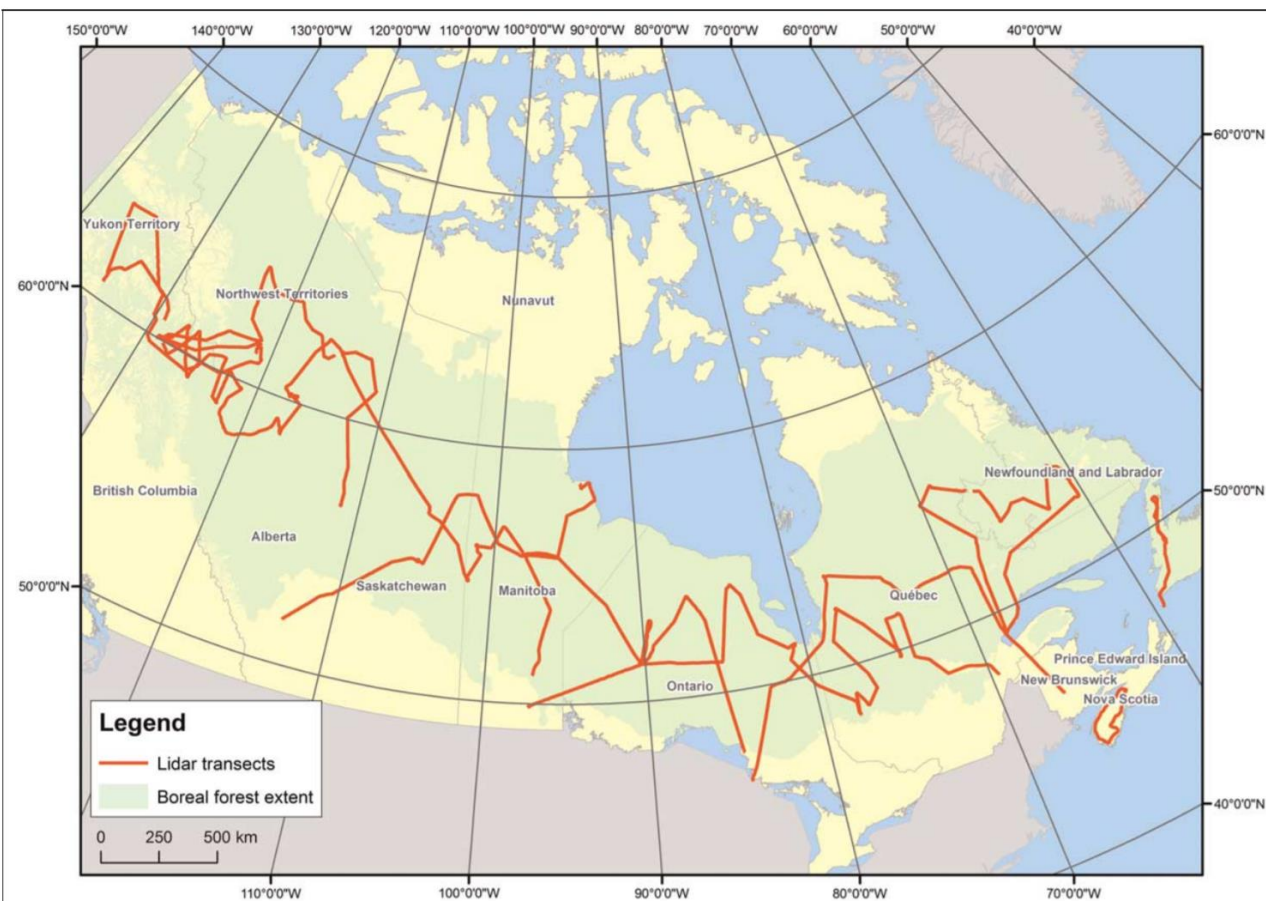 150°0'0"W 140°0'0"W 130°0'0"W 120°0'0"W 110°0'0"W 100°0'0"W 90°0'0"W 80°0'0"W 70°0'0"W 60°0'0"W 50°0'0"W 40°0'0"W
60°0'0"N
Yukon Territory
60°0'0"N
Northwest Territories
Nunavut
Newfoundland and Labrador
British Columbia
50°0'0"N
Alberta
50°0'0"N
Saskatchewan
Manitoba
Québec
Prince Edward Island
New Brunswick
Ontario
Nova Scotia
Legend
Lidar transects
Boreal forest extent
0 250 500 km
40°0'0"N
110°0'0"W 100°0'0"W 90°0'0"W 80°0'0"W 70°0'0"W